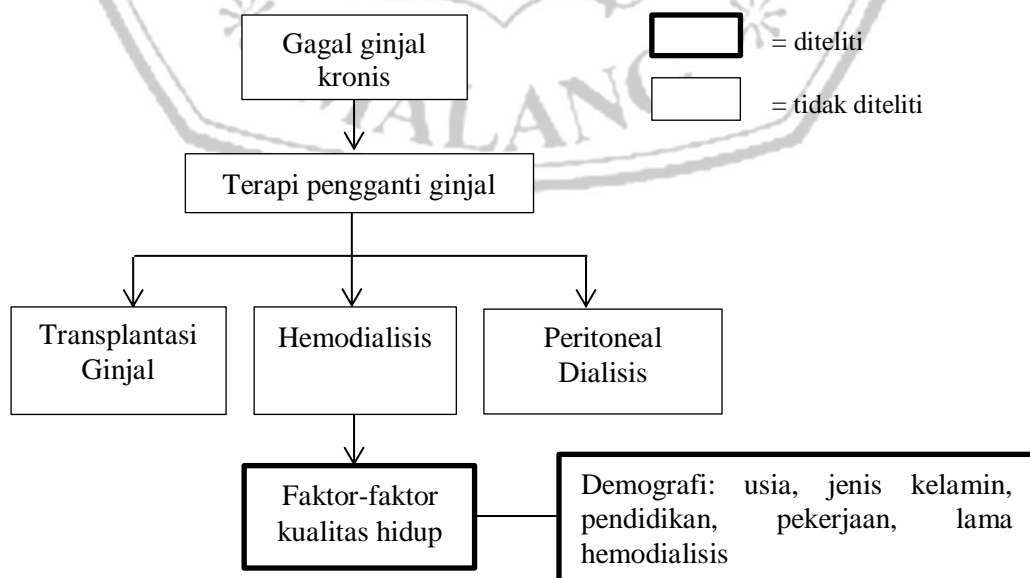 Gagal ginjal
kronis
= diteliti
= tidak diteliti
MALANG
Terapi pengganti ginjal
Transplantasi
Ginjal
Hemodialisis
Peritoneal
Dialisis
Faktor-faktor
kualitas hidup
Demografi: usia, jenis kelamin,
pendidikan, pekerjaan, lama
hemodialisis